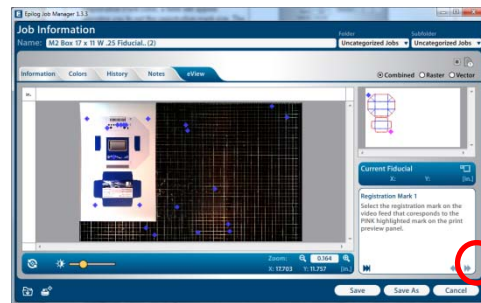 Epilog Job Manager 1.3.3
Job Information
Folder
Subfolder
Name: M2 Box 17 x 11 W .25 Fiducial.. (2)
Uncategorized Jobs
Uncategorized Jobs
Information Colors History Notes eView
Combined Raster Vector
Current Fiducial
X: Y: [in.]
Registration Mark 1
Select the registration mark on the
video feed that coresponds to the
PINK highlighted mark on the print
preview panel.
Zoom: 0.164
X: 17.703 Y: 11.757 [in.]
Save Save As Cancel